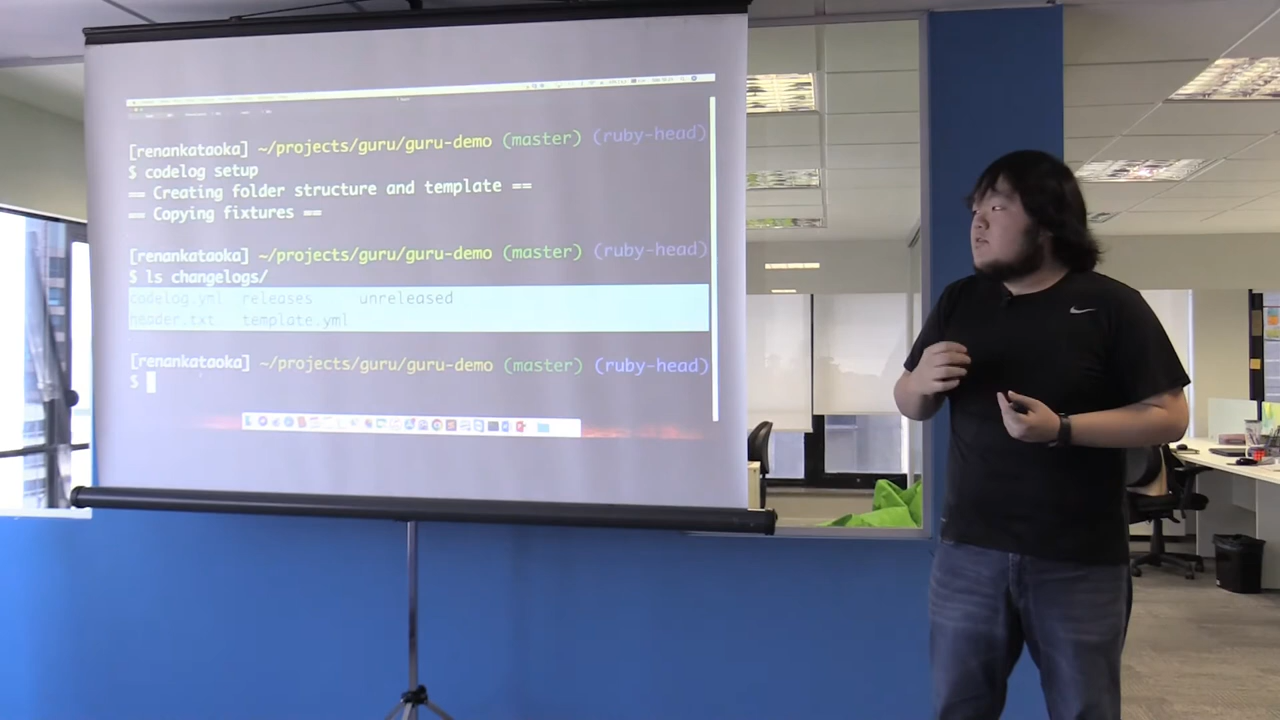 [renankataoka] ~/projects/guru/guru-demo (master) (ruby-head)
$ codelog setup
== Creating folder structure and template ==
== Copying fixtures ==
[renankataoka] ~/projects/guru/guru-demo (master) (ruby-head)
$ ls changelogs/
codelog.yml releases unreleased
header.txt template.yml
[renankataoka] ~/projects/guru/guru-demo (master) (ruby-head)
$